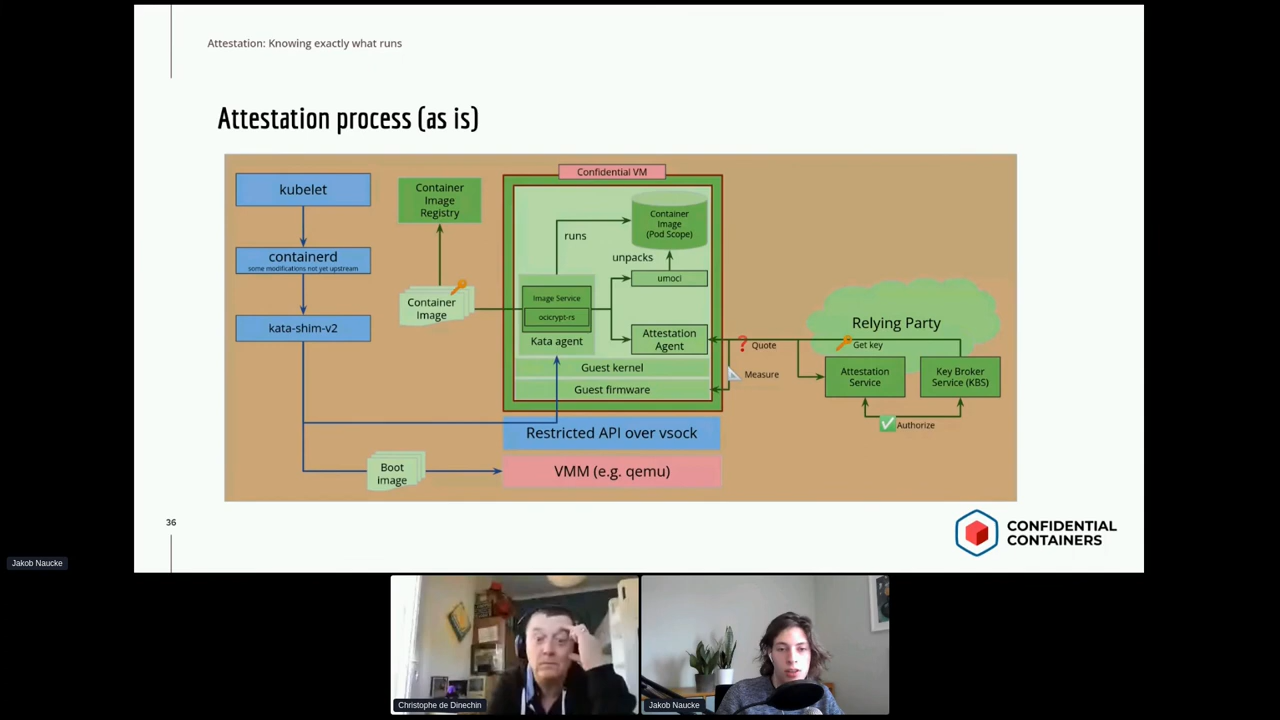 Attestation: Knowing exactly what runs
Attestation process (as is)
kubelet
containerd
some modifications not yet upstream
kata-shim-v2
Container
Image
Registry
Container
Image
Boot
image
Confidential VM
runs
Container
Image
(Pod Scope)
unpacks
umoci
Image Service
ocicrypt-rs
Kata agent
Attestation
Agent
Guest kernel
Guest firmware
Restricted API over vsock
VMM (e.g. qemu)
Quote
Measure
Relying Party
Get key
Attestation
Service
Key Broker
Service (KBS)
Authorize
36
CONFIDENTIAL
CONTAINERS
Jakob Naucke
Christophe de Dinechin
Jakob Naucke